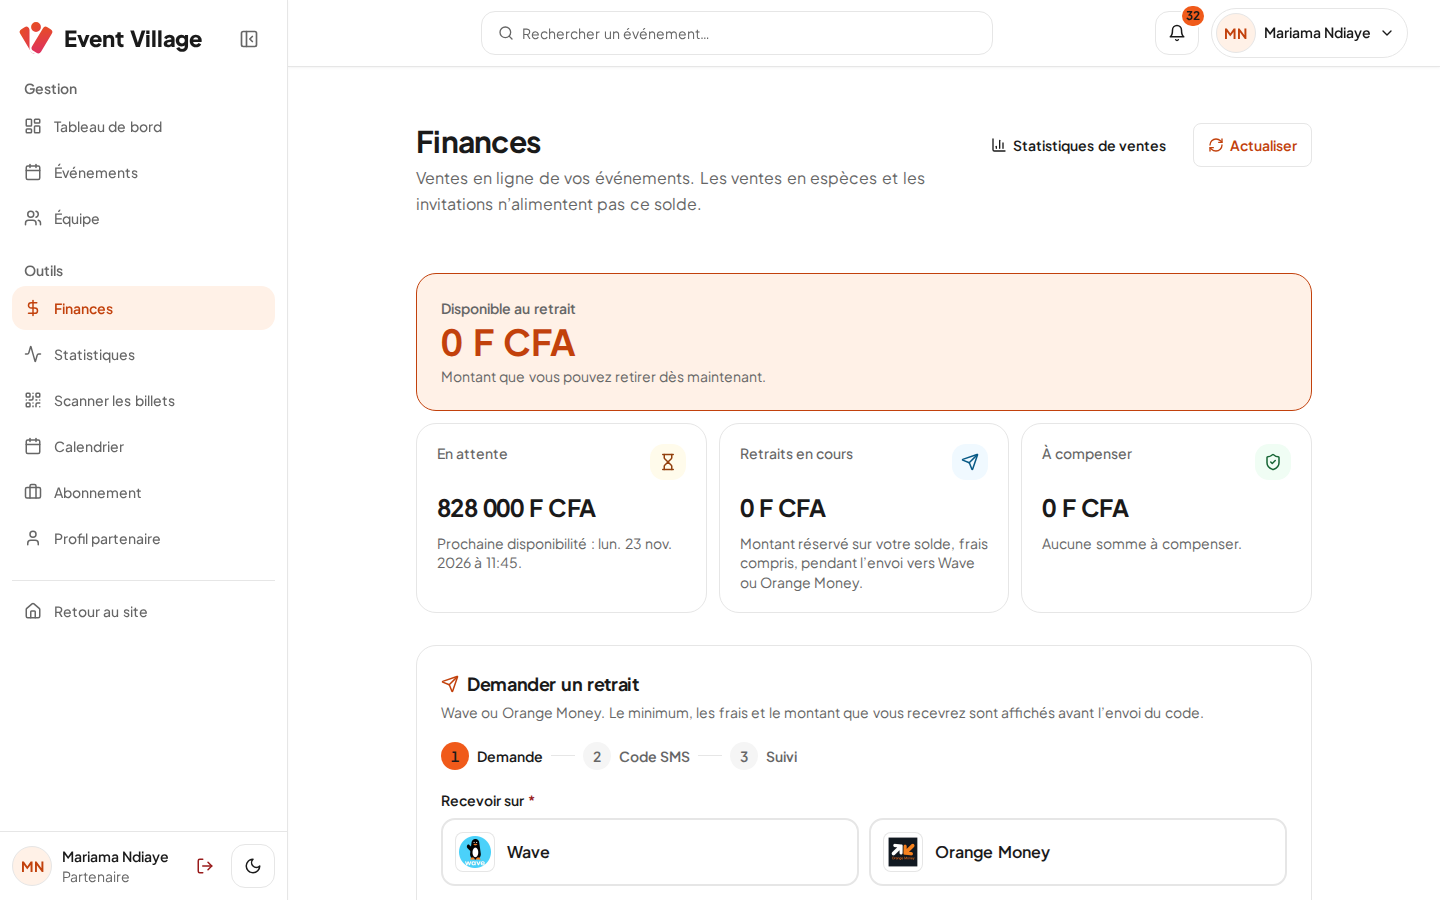 Event Village
Gestion
Tableau de bord
Événements
Équipe
Outils
Finances
Statistiques
Scanner les billets
Calendrier
Abonnement
Profil partenaire
Retour au site
MN
Mariama Ndiaye
Partenaire
Rechercher un événement…
32
MN
Mariama Ndiaye
Finances
Ventes en ligne de vos événements. Les ventes en espèces et les
invitations n’alimentent pas ce solde.
Statistiques de ventes
Actualiser
Disponible au retrait
0 F CFA
Montant que vous pouvez retirer dès maintenant.
En attente
828 000 F CFA
Prochaine disponibilité : lun. 23 nov.
2026 à 11:45.
Retraits en cours
0 F CFA
Montant réservé sur votre solde, frais
compris, pendant l’envoi vers Wave
ou Orange Money.
À compenser
0 F CFA
Aucune somme à compenser.
Demander un retrait
Wave ou Orange Money. Le minimum, les frais et le montant que vous recevrez sont affichés avant l’envoi du code.
1 Demande
2 Code SMS
3 Suivi
Recevoir sur *
Wave
Orange Money